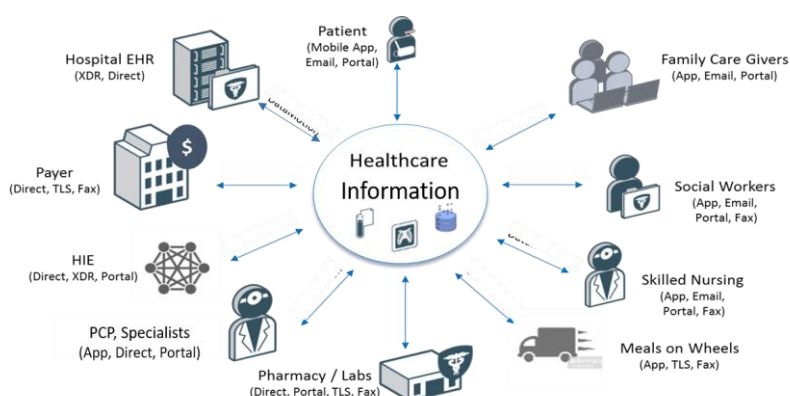 Patient
(Mobile App,
Email, Portal)
Hospital EHR
(XDR, Direct)
Family Care Givers
(App, Email, Portal)
DataMotion
Healthcare
Information
Payer
(Direct, TLS, Fax)
$
Social Workers
(App, Email,
Portal, Fax)
HIE
(Direct, XDR, Portal)
Skilled Nursing
(App, Email,
Portal, Fax)
PCP, Specialists
(App, Direct, Portal)
Meals on Wheels
(App, TLS, Fax)
Pharmacy / Labs
(Direct, Portal, TLS, Fax)